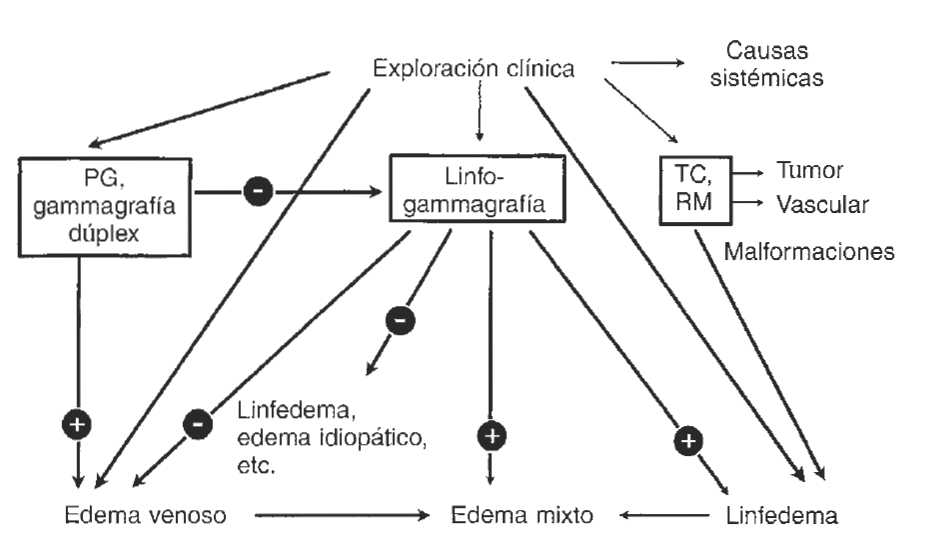 Exploración clínica
Causas
sistémicas
PG,
gammagrafía
dúplex
-
Linfo-
gammagrafía
TC,
RM
Tumor
Vascular
Malformaciones
-
+
-
+
+
Linfedema,
edema idiopático,
etc.
Edema venoso
Edema mixto
Linfedema